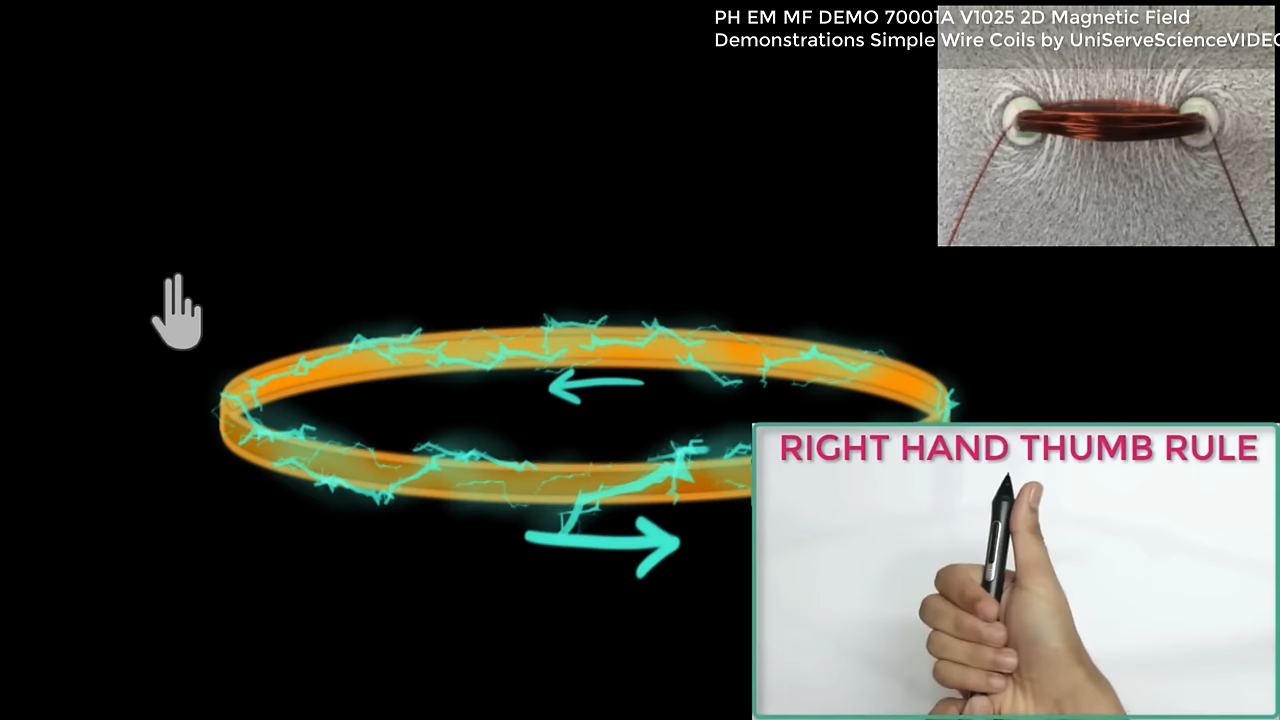 PH EM MF DEMO 70001A V1025 2D Magnetic Field
Demonstrations Simple Wire Coils by UniServeScienceVIDEO
RIGHT HAND THUMB RULE